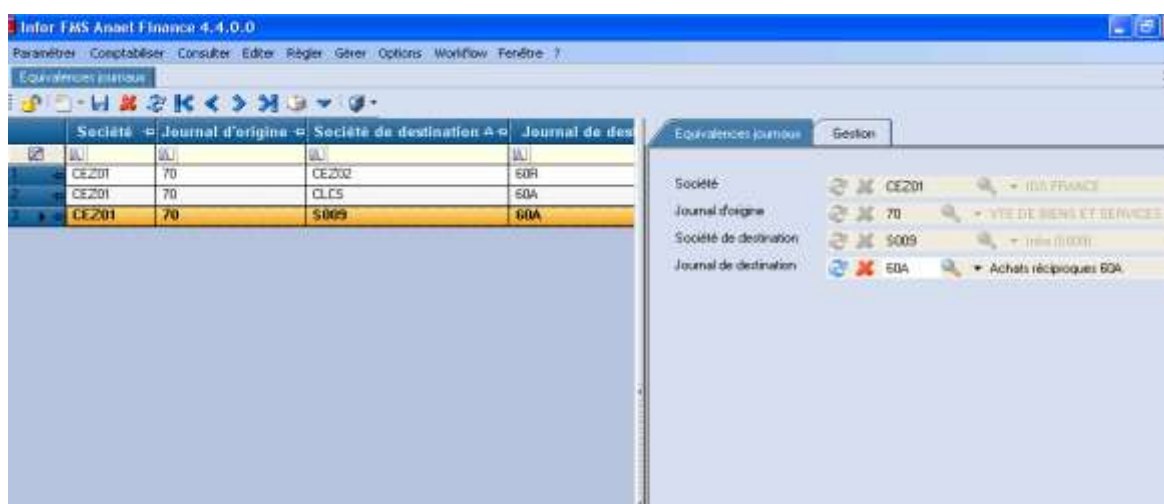 Infor FMS Anael Finance 4.4.0.0
Paramétrer Comptabiliser Consulter Editer Régler Gérer Options Workflow Fenêtre ?
Equivalences journaux
Société Journal d'origine Société de destination Journal de des
1 CEZ01 70 CEZ02 60R
2 CEZ01 70 CLCS 60A
3 CEZ01 70 S009 60A
Equivalences journaux Gestion
Société CEZ01 FRANCE
Journal d'origine 70 VTE DE BIENS ET SERVICES
Société de destination S009
Journal de destination 60A Achats réciproques 60A